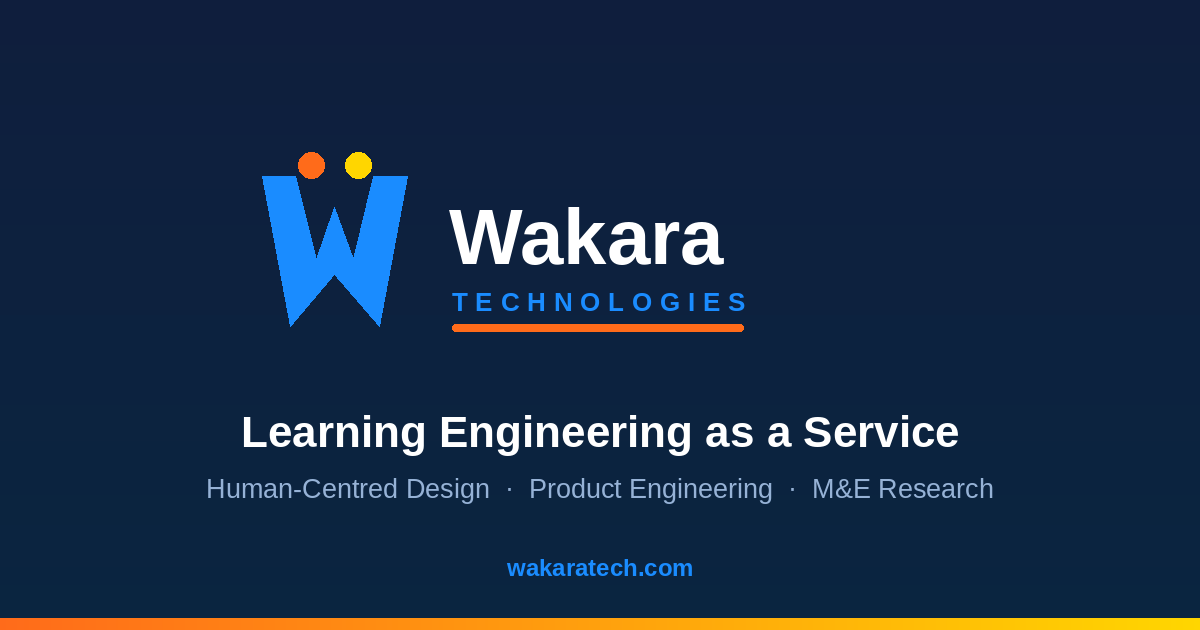 Wakara
TECHNOLOGIES
Learning Engineering as a Service
Human-Centred Design · Product Engineering · M&E Research
wakaratech.com